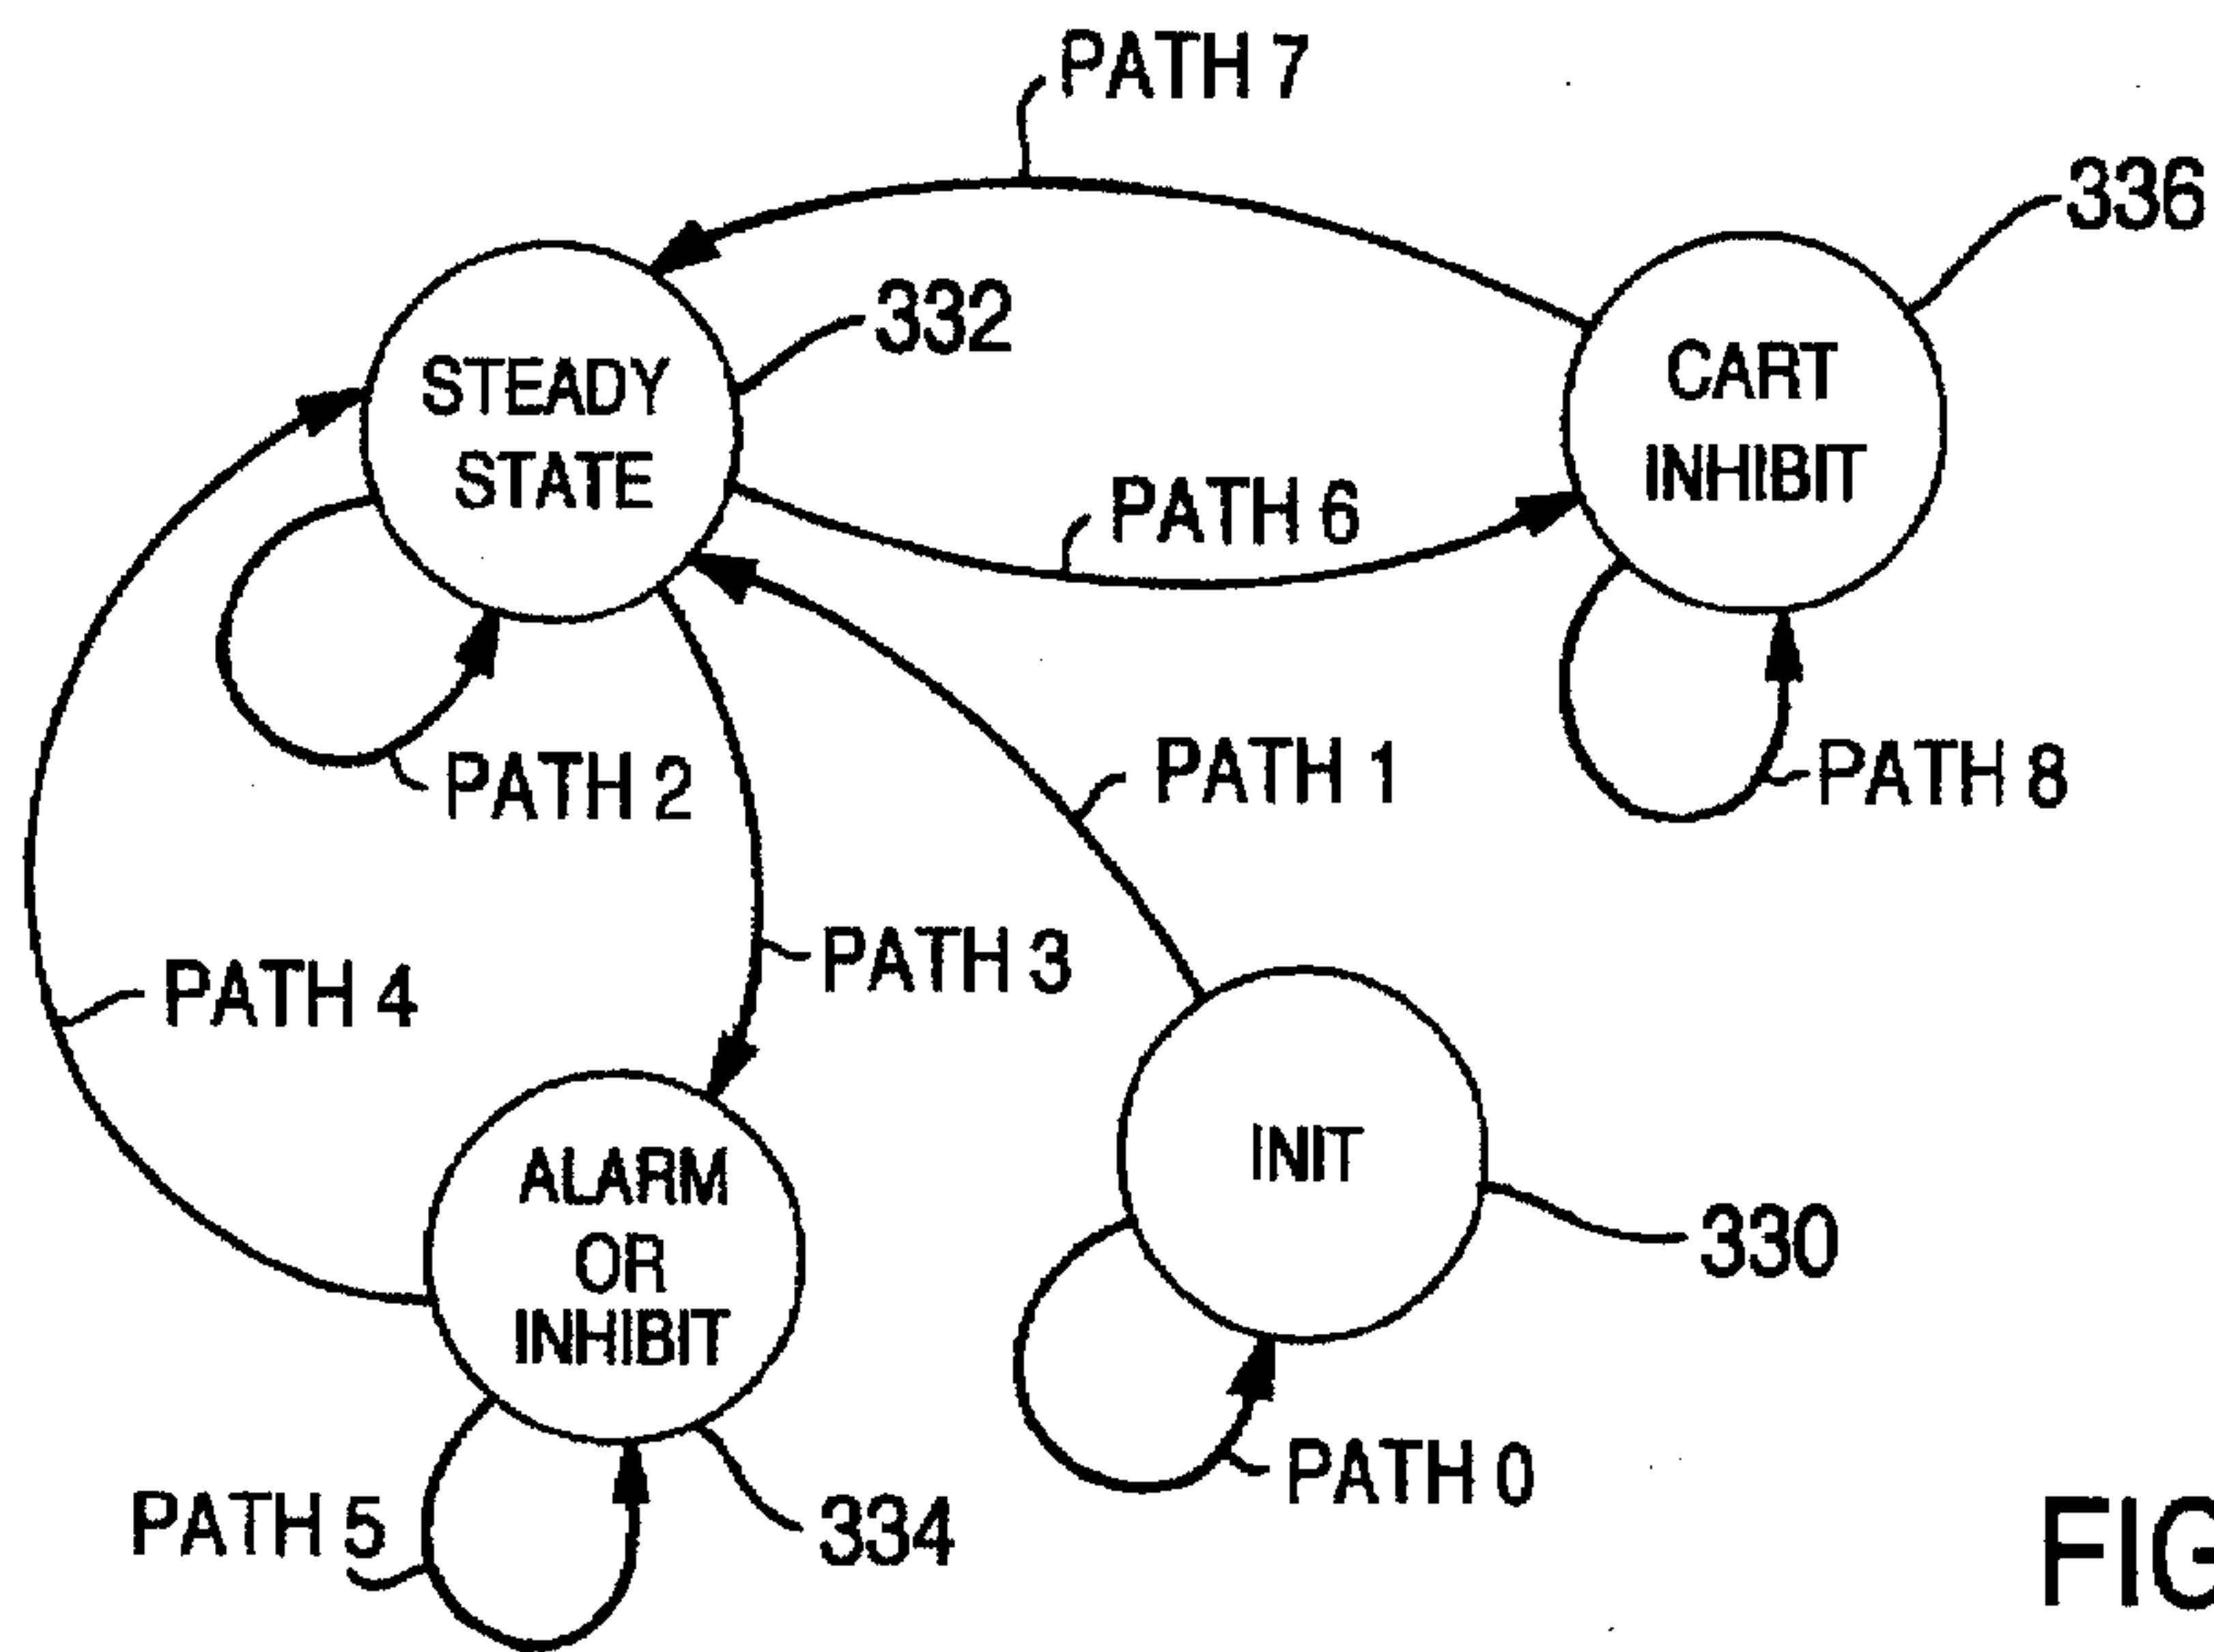 PATH 7
336
332
STEADY
STATE
CART
INHIBIT
PATH 6
PATH 2
PATH 1
PATH 8
PATH 3
PATH 4
INIT
ALARM
OR
INHIBIT
330
PATH 0
PATH 5
334
FIG